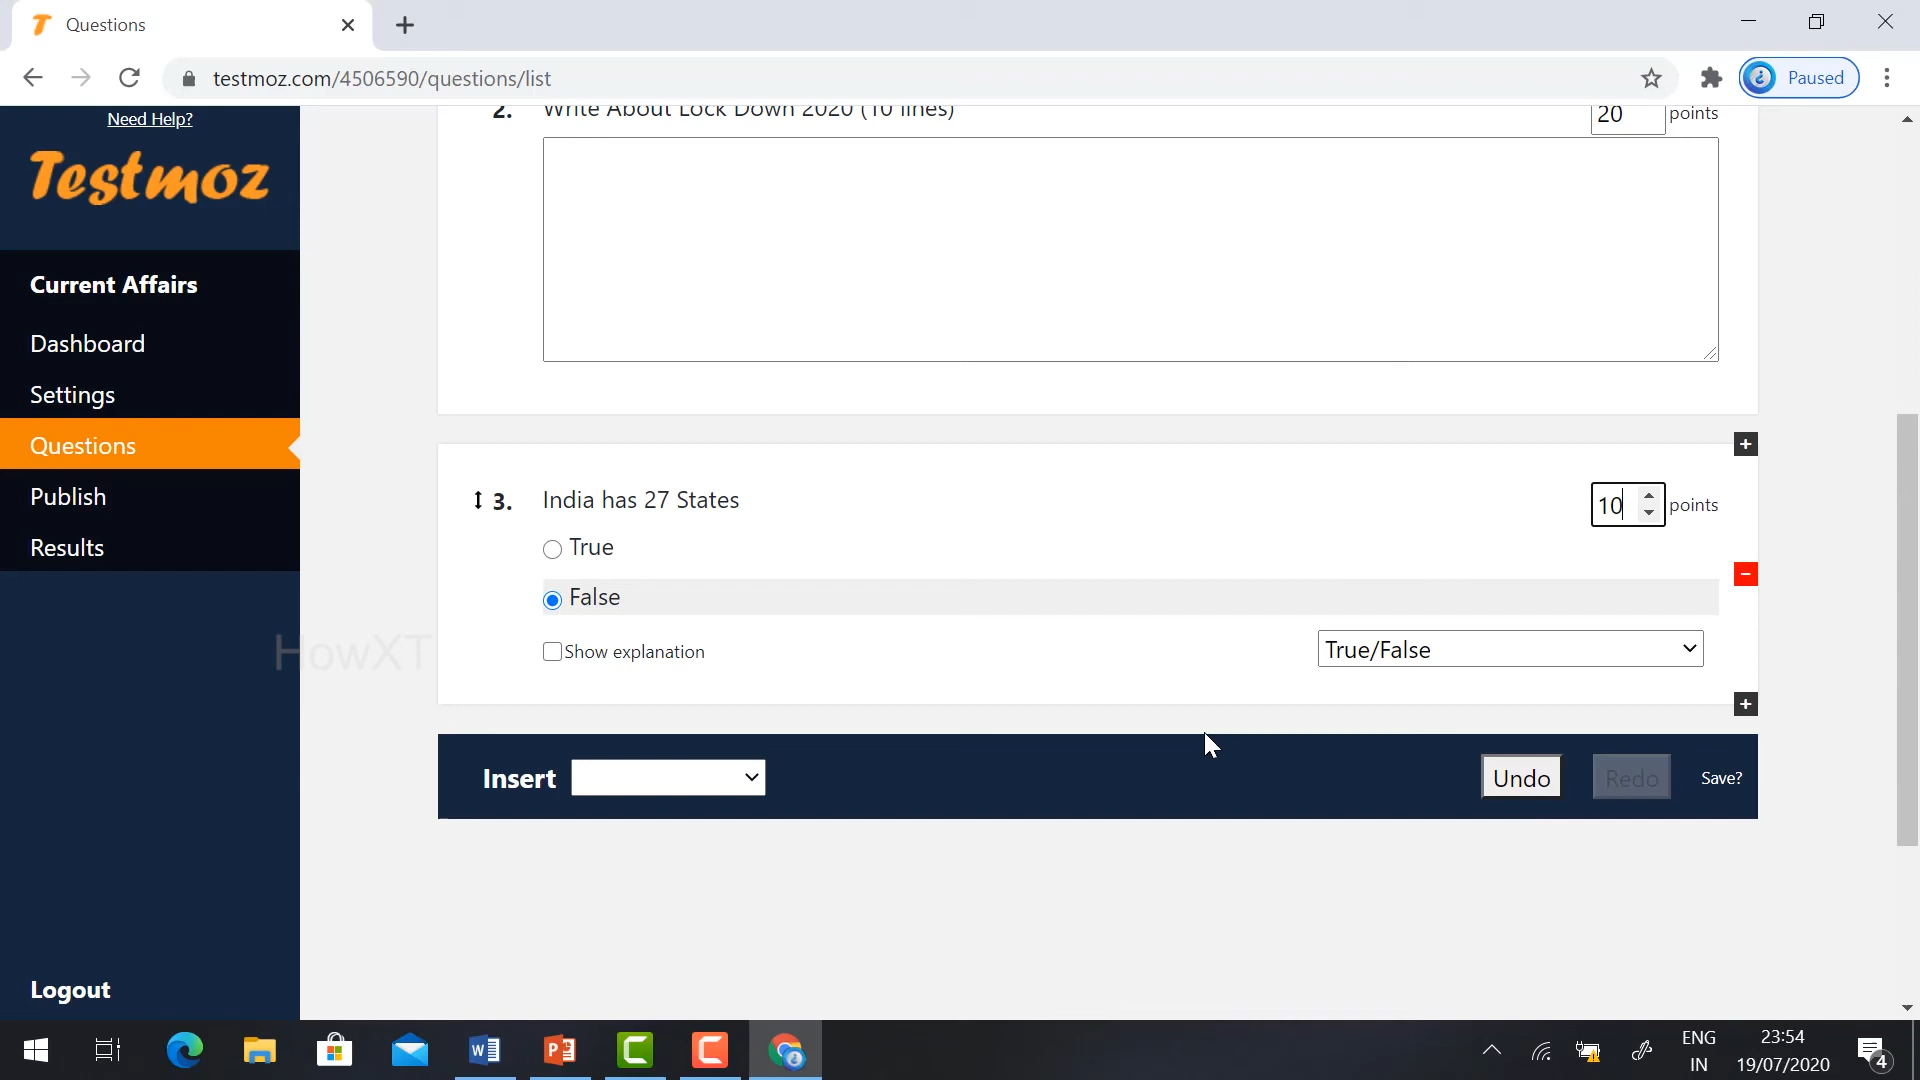 Questions
testmoz.com/4506590/questions/list
Paused
Need Help?
Testmoz
Current Affairs
Dashboard
Settings
Questions
Publish
Results
Logout
2. Write About Lock Down 2020 (10 lines)
20 points
3. India has 27 States
10 points
True
False
Show explanation
True/False
Insert
Undo
Redo
Save?
HowXT
ENG
IN
23:54
19/07/2020
4